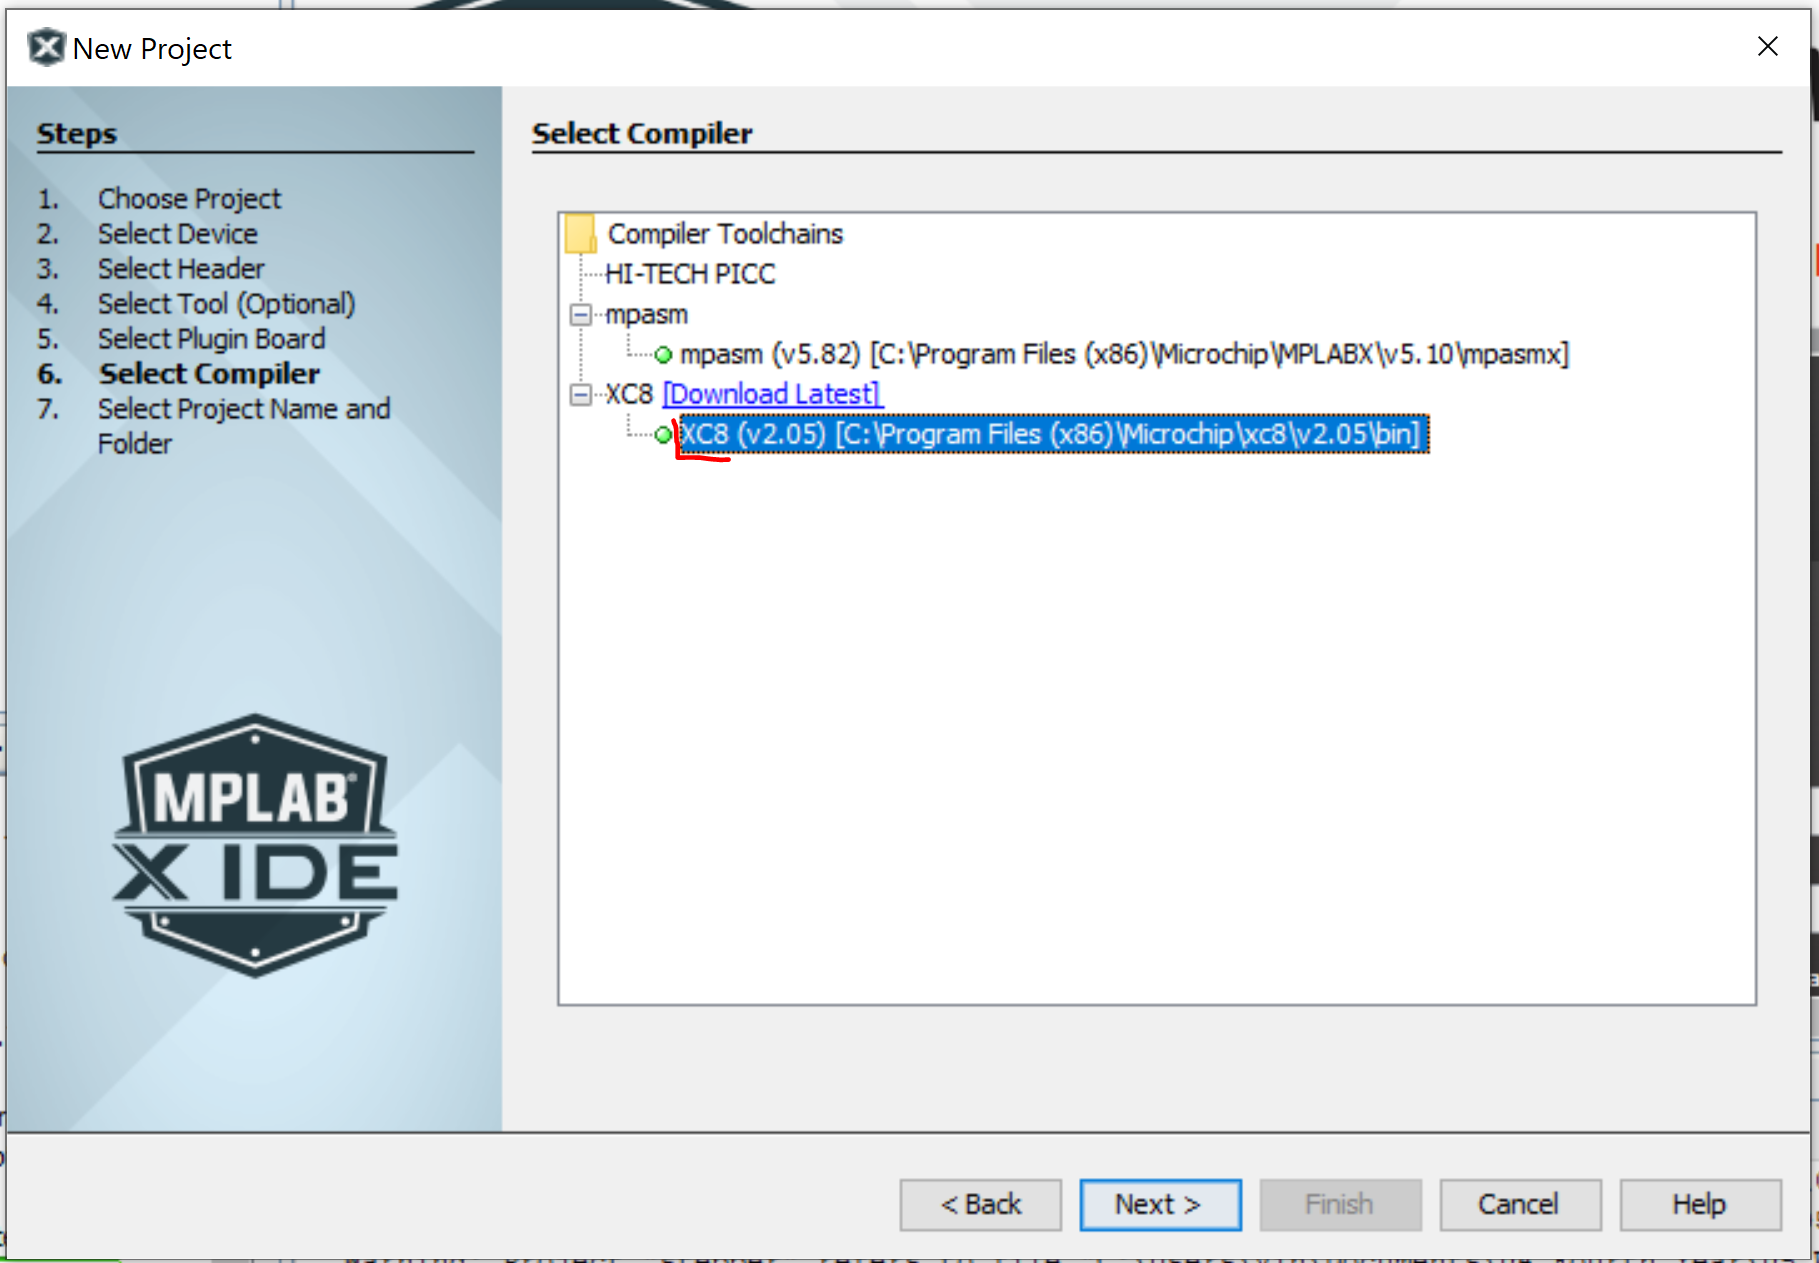 New Project
Steps
1. Choose Project
2. Select Device
3. Select Header
4. Select Tool (Optional)
5. Select Plugin Board
6. Select Compiler
7. Select Project Name and
Folder
MPLAB®
X IDE
Select Compiler
Compiler Toolchains
HI-TECH PICC
mpasm
mpasm (v5.82) [C:\Program Files (x86)\Microchip\MPLABX\v5.10\mpasmx]
XC8 [Download Latest]
XC8 (v2.05) [C:\Program Files (x86)\Microchip\xc8\v2.05\bin]
< Back
Next >
Finish
Cancel
Help